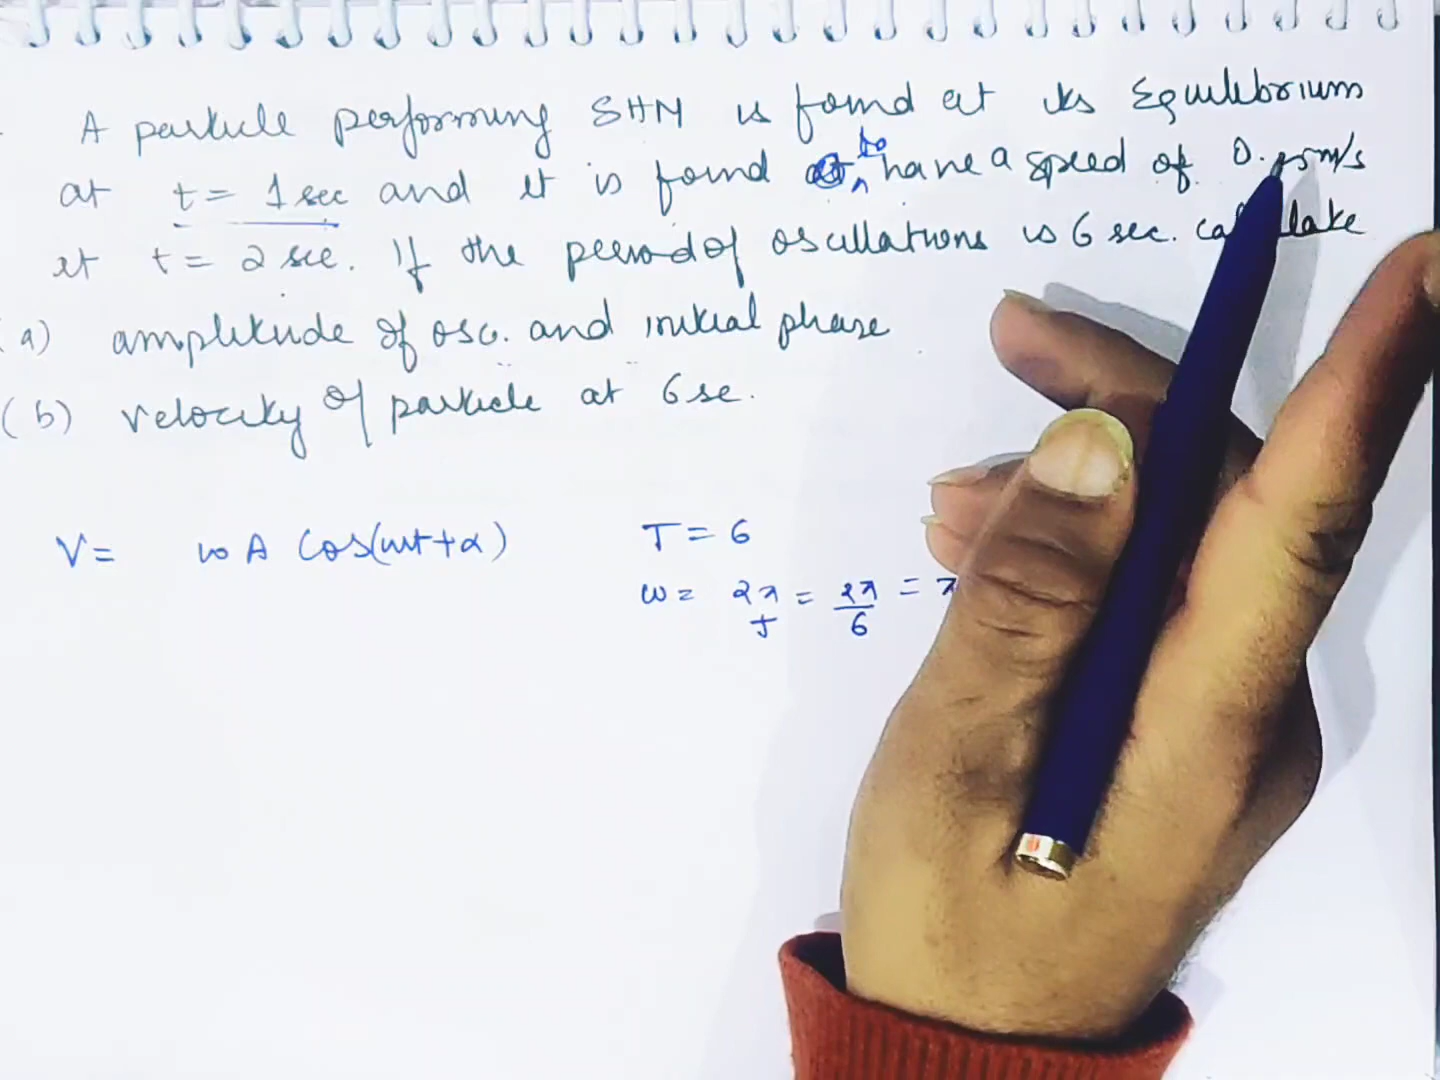 A particle performing SHM is found at its Equilibrium
at t = 1 sec and it is found to have a speed of 0. m/s
at t = 2 sec. If the period of oscillations is 6 sec. calculate
(a) amplitude of osc. and initial phase
(b) velocity of particle at 6 se.
V = ωA Cos(ωt+α)
T = 6
ω = 2π/T = 2π/6 = π